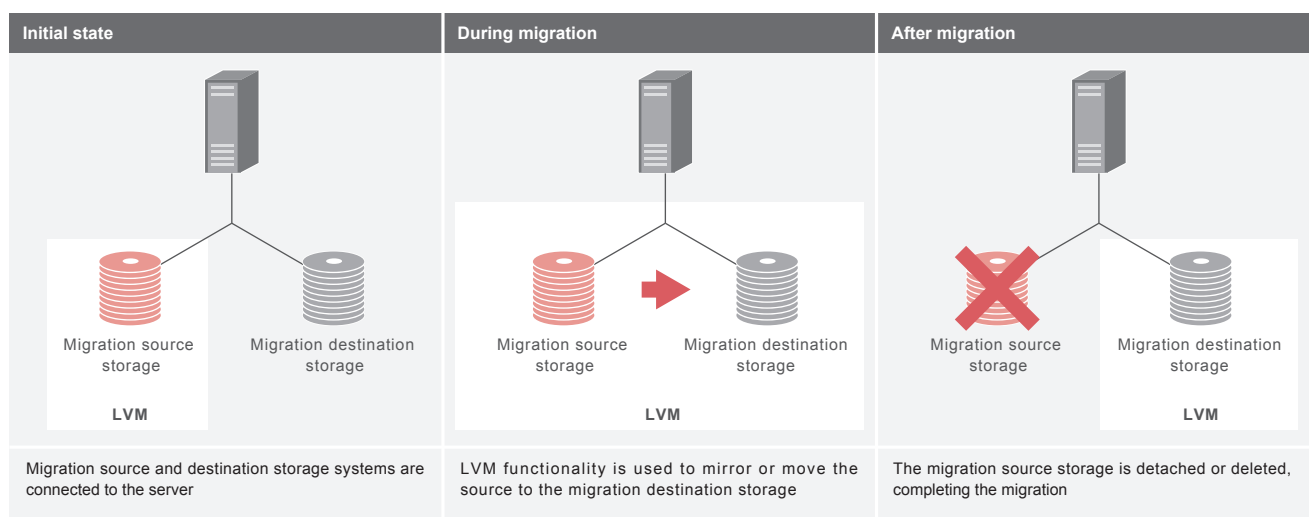 Initial state
Migration source
storage
Migration destination
storage
LVM
Migration source and destination storage systems are
connected to the server
During migration
Migration source
storage
Migration destination
storage
LVM
LVM functionality is used to mirror or move the
source to the migration destination storage
After migration
Migration source
storage
Migration destination
storage
LVM
The migration source storage is detached or deleted,
completing the migration